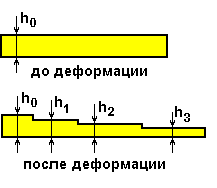 h0
до деформации
h0 h1 h2 h3
после деформации